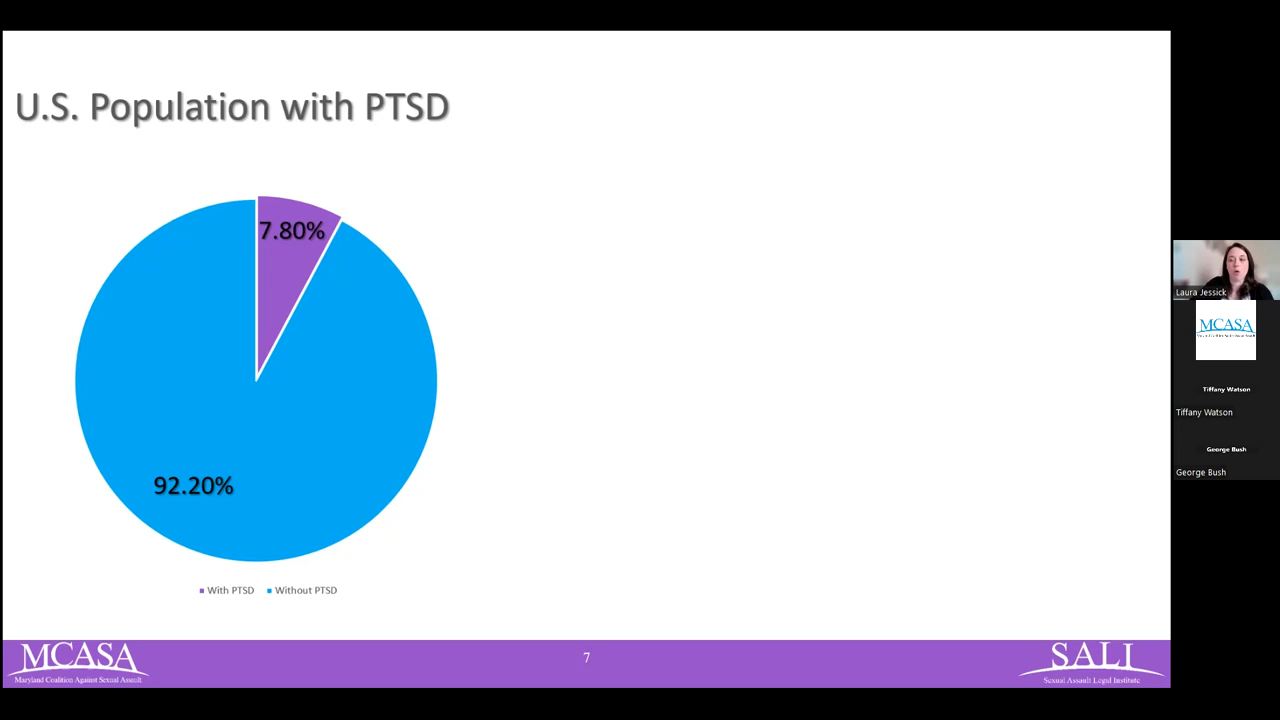 U.S. Population with PTSD
7.80%
92.20%
With PTSD Without PTSD
MCASA
Maryland Coalition Against Sexual Assault
7
SALI
Sexual Assault Legal Institute
Laura Jessick
MCASA
Tiffany Watson
Tiffany Watson
George Bush
George Bush